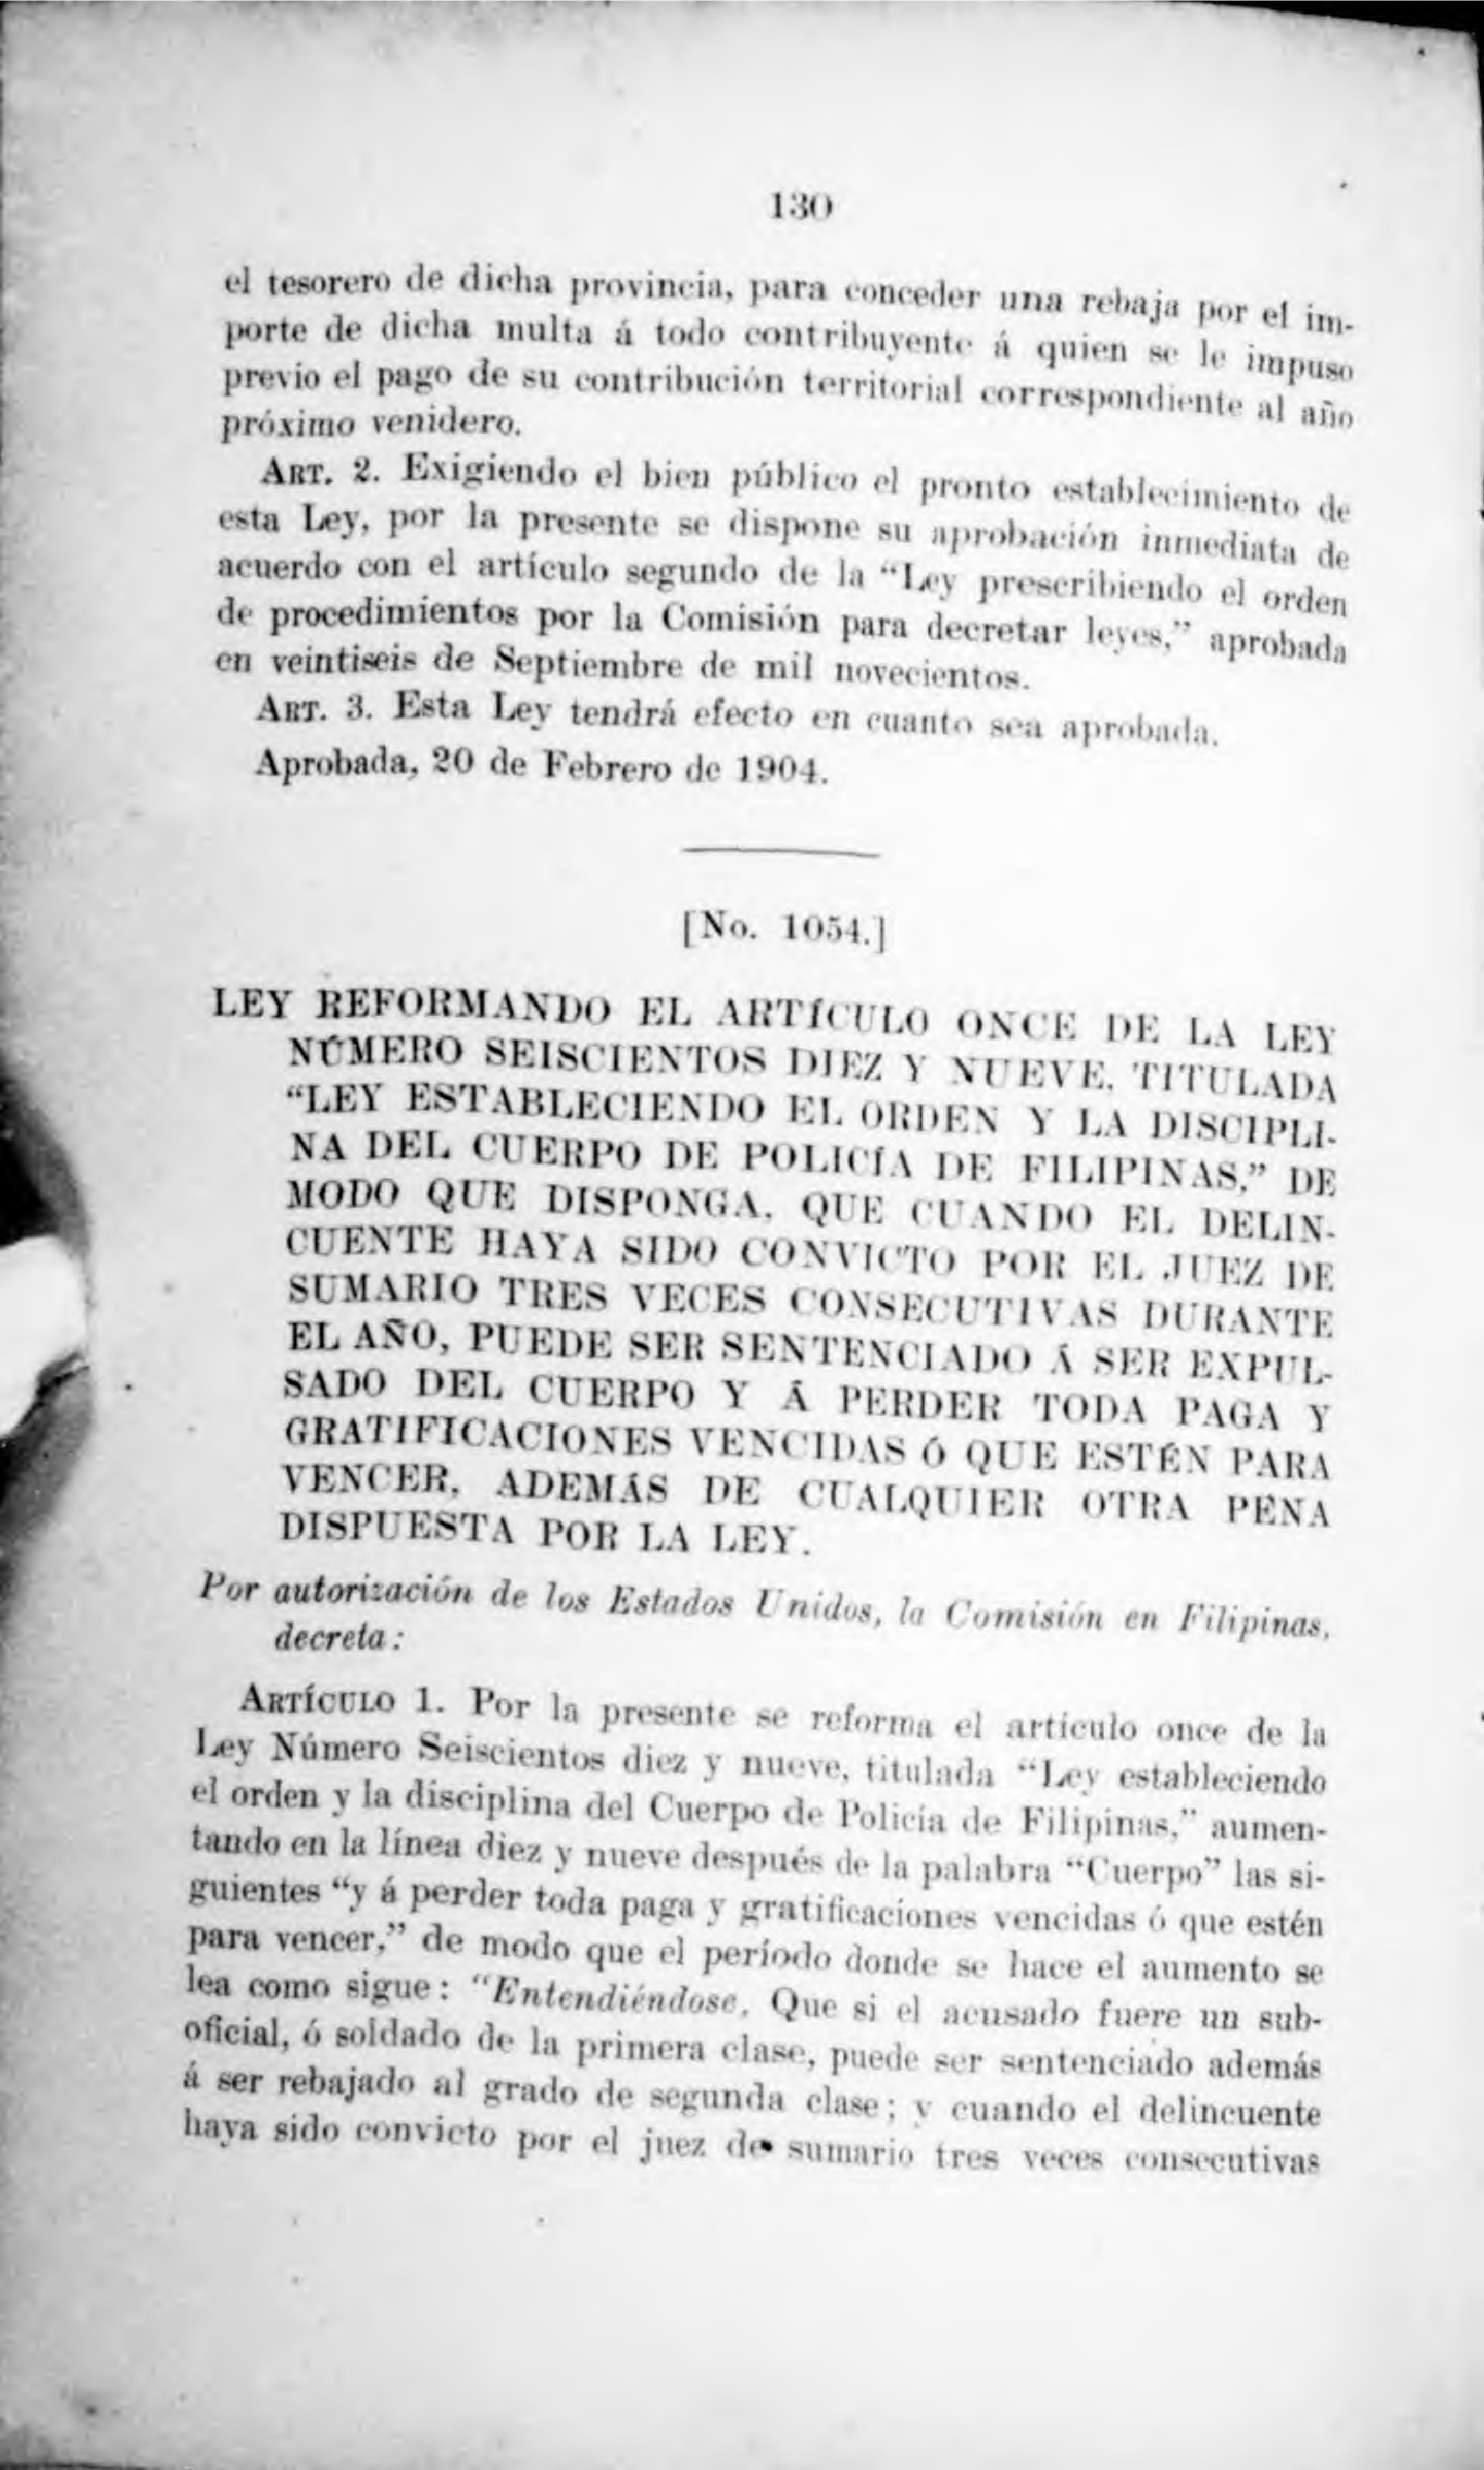 130
el tesorero de dicha provincia, para conceder una rebaja por el im-
porte de dicha multa á todo contribuyente á quien se le impuso
previo el pago de su contribución territorial correspondiente al año
próximo venidero.
ART. 2. Exigiendo el bien público el pronto establecimiento de
esta Ley, por la presente se dispone su aprobación inmediata de
acuerdo con el artículo segundo de la “Ley prescribiendo el orden
de procedimientos por la Comisión para decretar leyes,” aprobada
en veintiseis de Septiembre de mil novecientos.
ART. 3. Esta Ley tendrá efecto en cuanto sea aprobada.
Aprobada, 20 de Febrero de 1904.
[No. 1054.]
LEY REFORMANDO EL ARTÍCULO ONCE DE LA LEY
NÚMERO SEISCIENTOS DIEZ Y NUEVE, TITULADA
“LEY ESTABLECIENDO EL ORDEN Y LA DISCIPLI-
NA DEL CUERPO DE POLICÍA DE FILIPINAS,” DE
MODO QUE DISPONGA, QUE CUANDO EL DELIN-
CUENTE HAYA SIDO CONVICTO POR EL JUEZ DE
SUMARIO TRES VECES CONSECUTIVAS DURANTE
EL AÑO, PUEDE SER SENTENCIADO Á SER EXPUL-
SADO DEL CUERPO Y Á PERDER TODA PAGA Y
GRATIFICACIONES VENCIDAS Ó QUE ESTÉN PARA
VENCER, ADEMÁS DE CUALQUIER OTRA PENA
DISPUESTA POR LA LEY.
Por autorización de los Estados Unidos, la Comisión en Filipinas,
decreta:
ARTÍCULO 1. Por la presente se reforma el artículo once de la
Ley Número Seiscientos diez y nueve, titulada “Ley estableciendo
el orden y la disciplina del Cuerpo de Policía de Filipinas,” aumen-
tando en la línea diez y nueve después de la palabra “Cuerpo” las si-
guientes “y á perder toda paga y gratificaciones vencidas ó que estén
para vencer,” de modo que el período donde se hace el aumento se
lea como sigue: “Entendiéndose, Que si el acusado fuere un sub-
oficial, ó soldado de la primera clase, puede ser sentenciado además
á ser rebajado al grado de segunda clase; y cuando el delincuente
haya sido convicto por el juez de sumario tres veces consecutivas